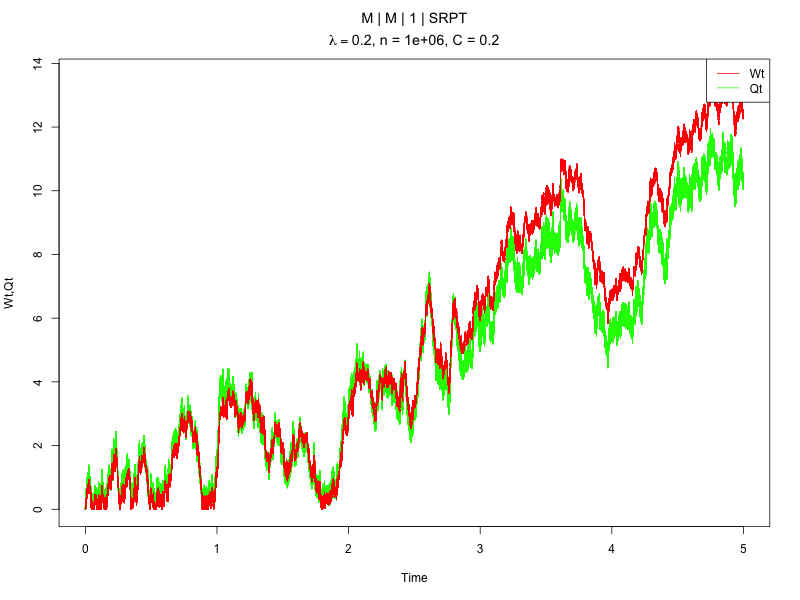 M | M | 1 | SRPT
λ = 0.2, n = 1e+06, C = 0.2
Wt
Qt
Wt,Qt
14
12
10
8
6
4
2
0
0 1 2 3 4 5
Time